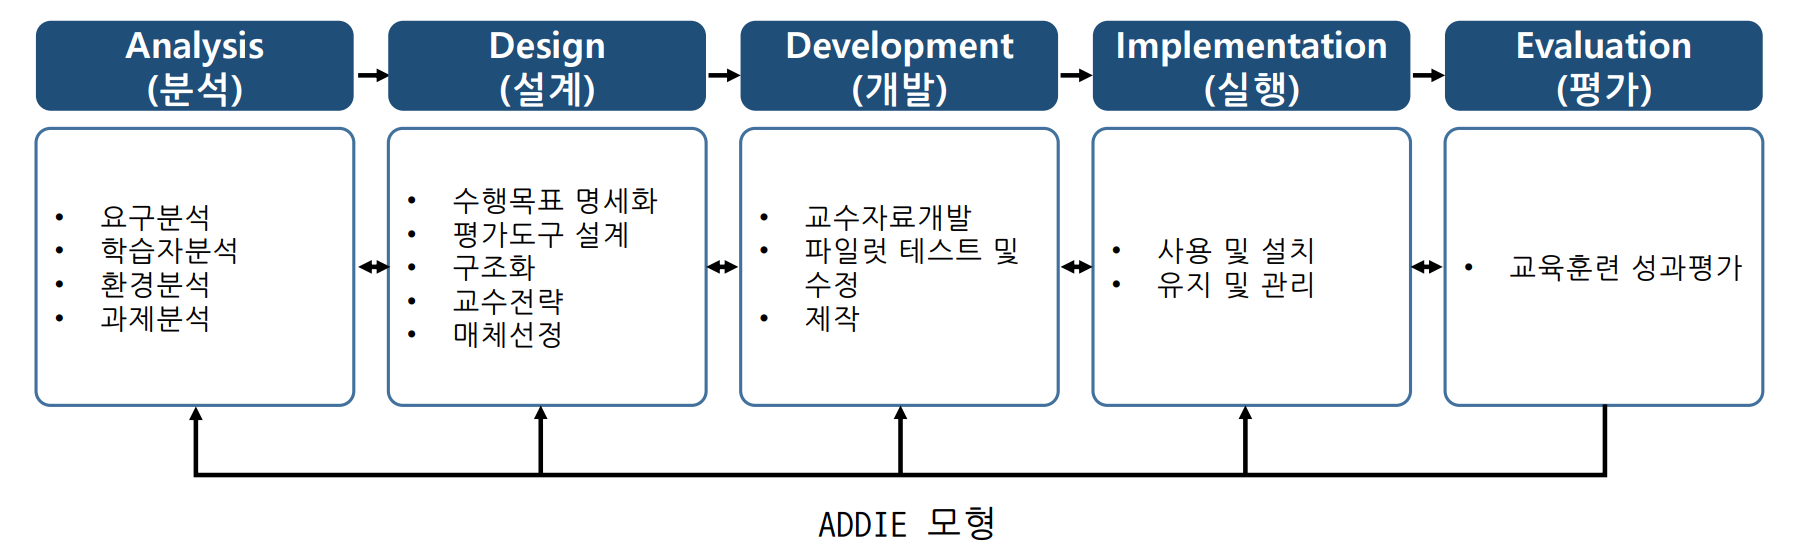 Analysis
(분석)
Design
(설계)
Development
(개발)
Implementation
(실행)
Evaluation
(평가)
• 요구분석
• 학습자분석
• 환경분석
• 과제분석
• 수행목표 명세화
• 평가도구 설계
• 구조화
• 교수전략
• 매체선정
• 교수자료개발
• 파일럿 테스트 및
수정
• 제작
• 사용 및 설치
• 유지 및 관리
• 교육훈련 성과평가
ADDIE 모형